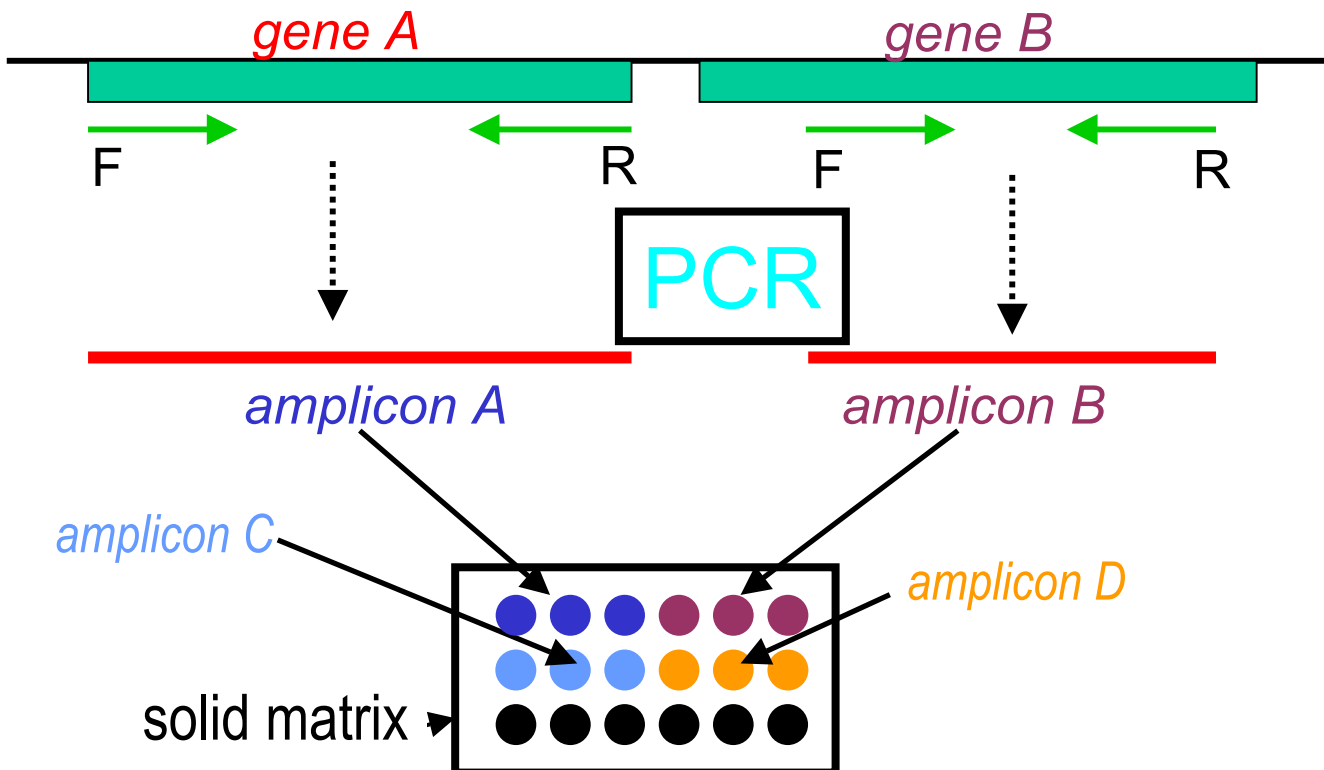 gene A
gene B
F
R
F
R
PCR
amplicon A
amplicon B
amplicon C
amplicon D
solid matrix